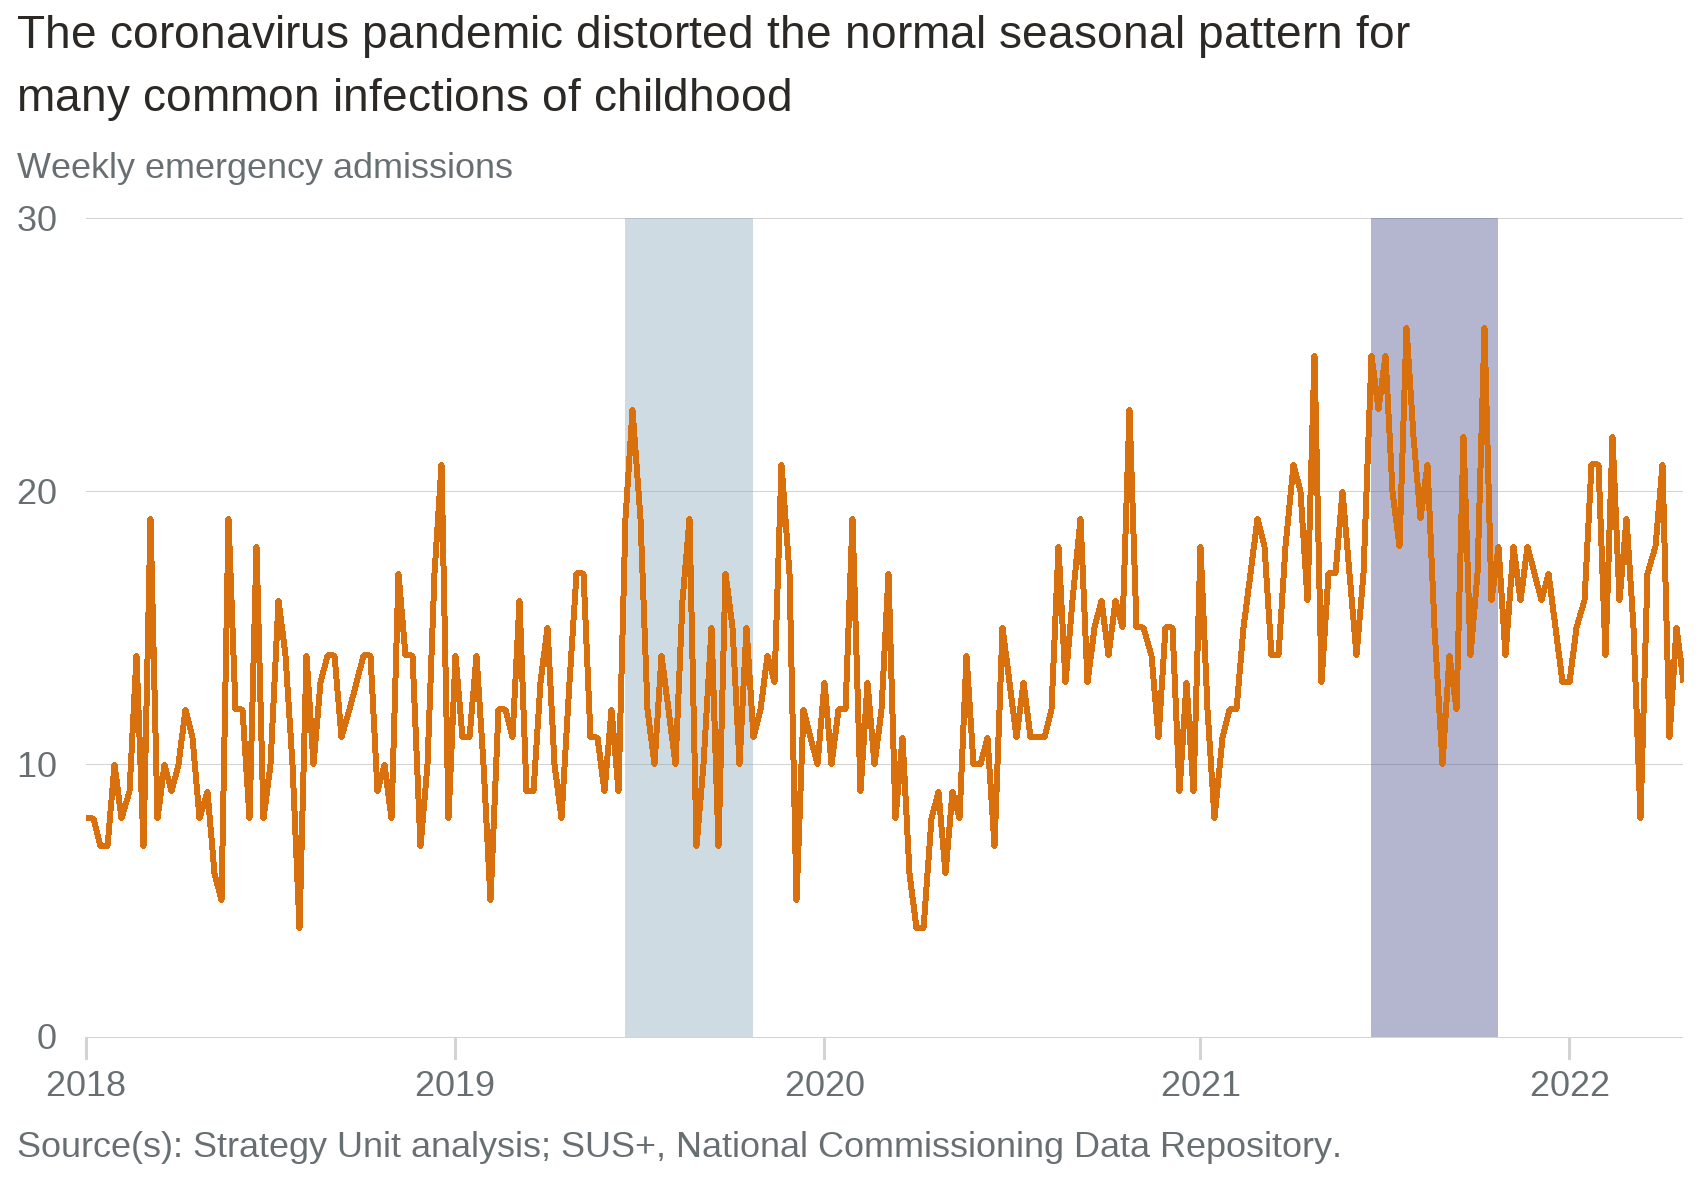 The coronavirus pandemic distorted the normal seasonal pattern for
many common infections of childhood
Weekly emergency admissions
30
20
10
0
2018 2019 2020 2021 2022
Source(s): Strategy Unit analysis; SUS+, National Commissioning Data Repository.